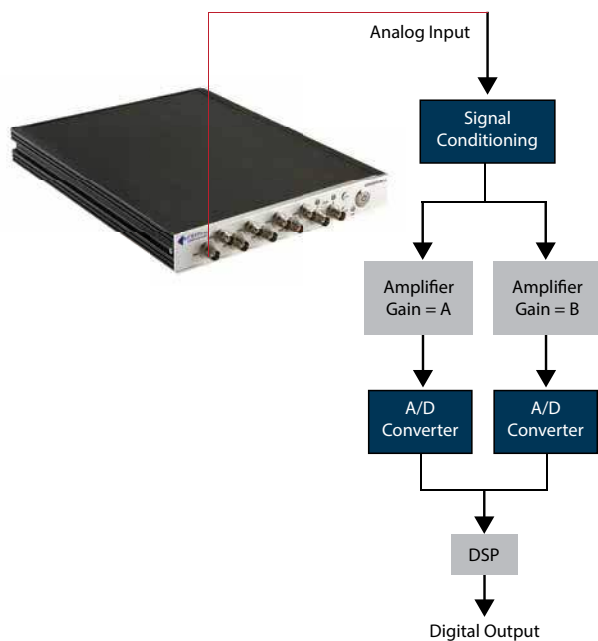 Analog Input
Signal
Conditioning
Amplifier
Gain = A
Amplifier
Gain = B
A/D
Converter
A/D
Converter
DSP
Digital Output